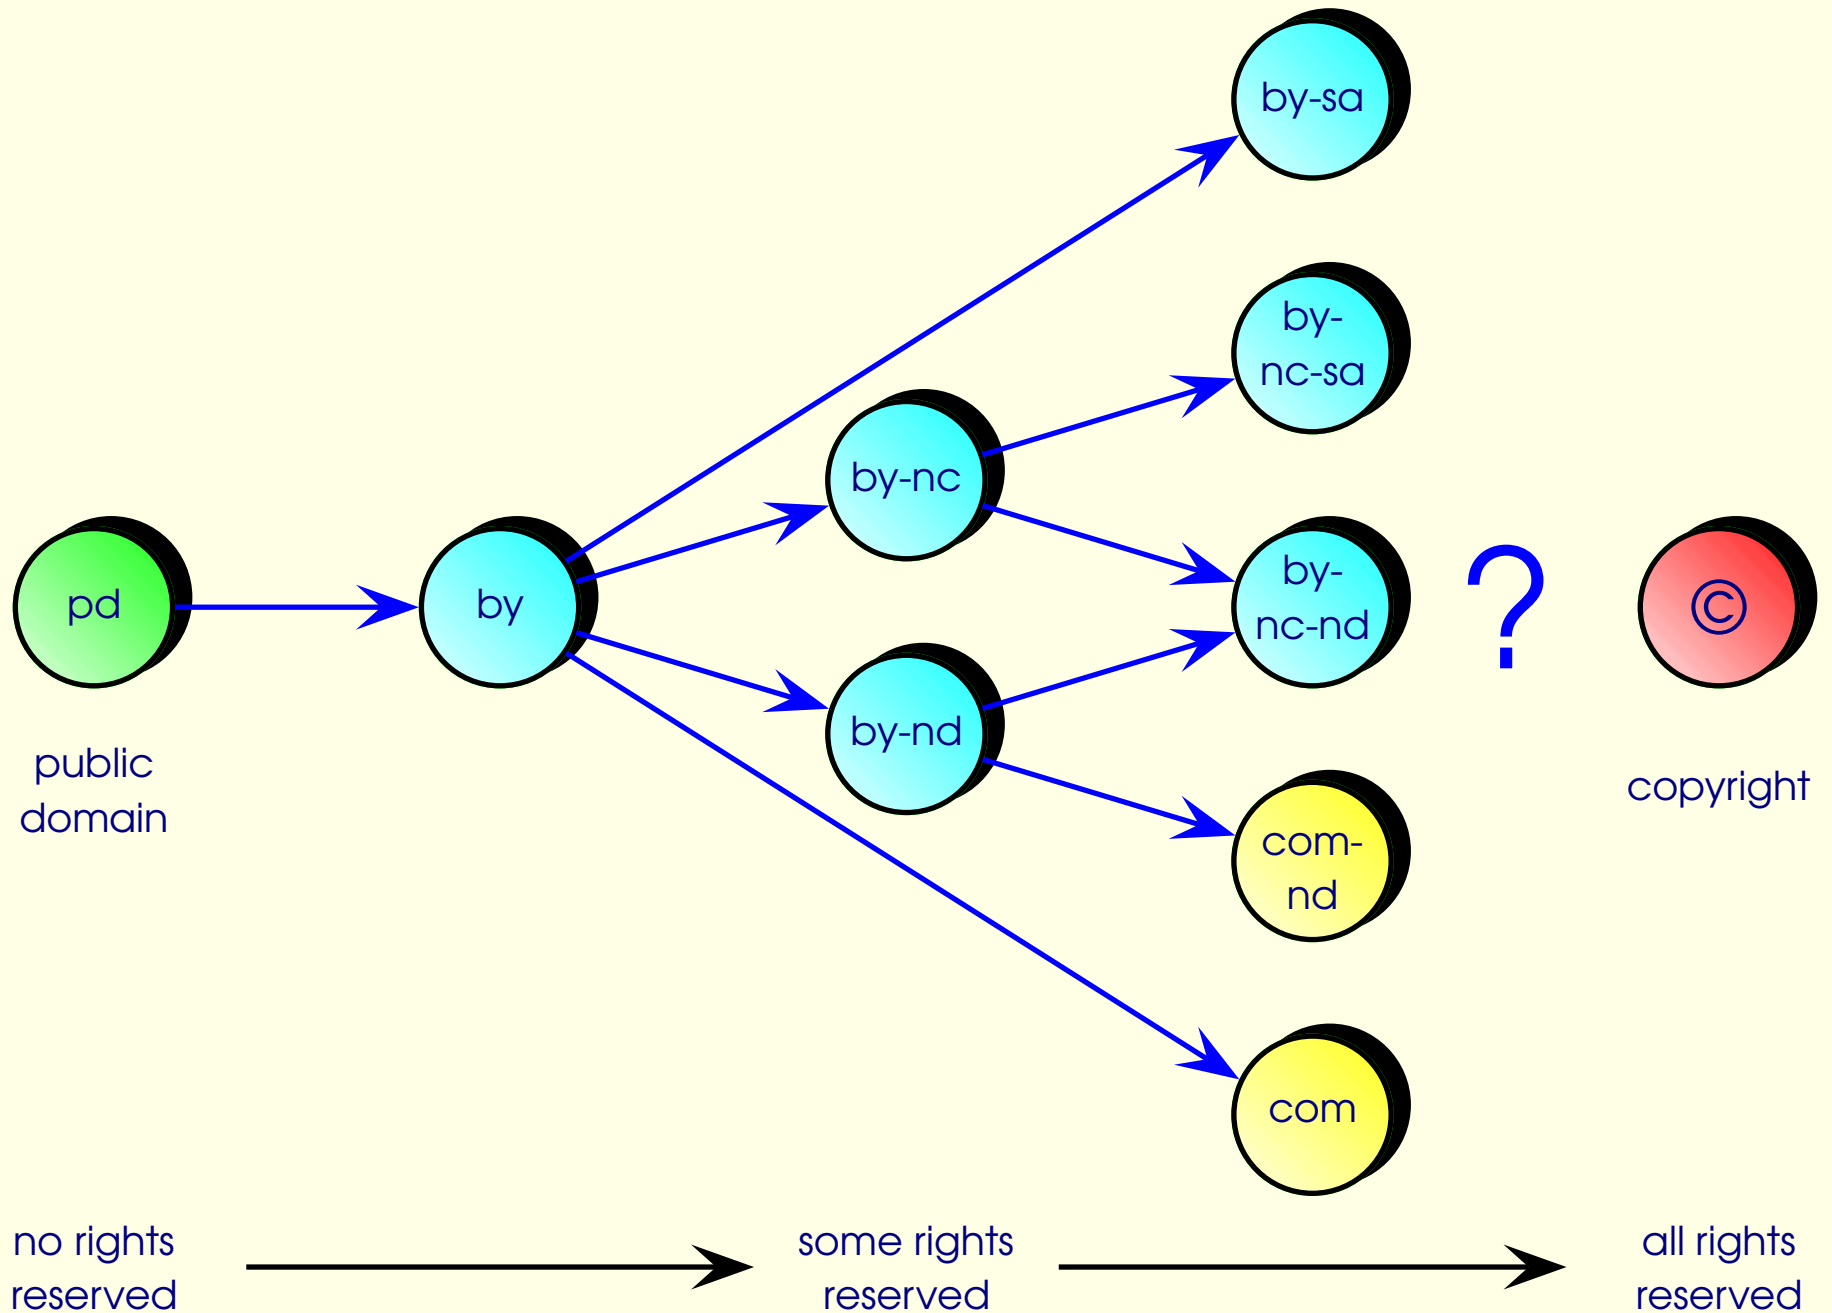 by-sa
by-
nc-sa
by-nc
pd
by
by-
nc-nd
?
©
by-nd
public
domain
copyright
com-
nd
com
no rights
reserved
some rights
reserved
all rights
reserved